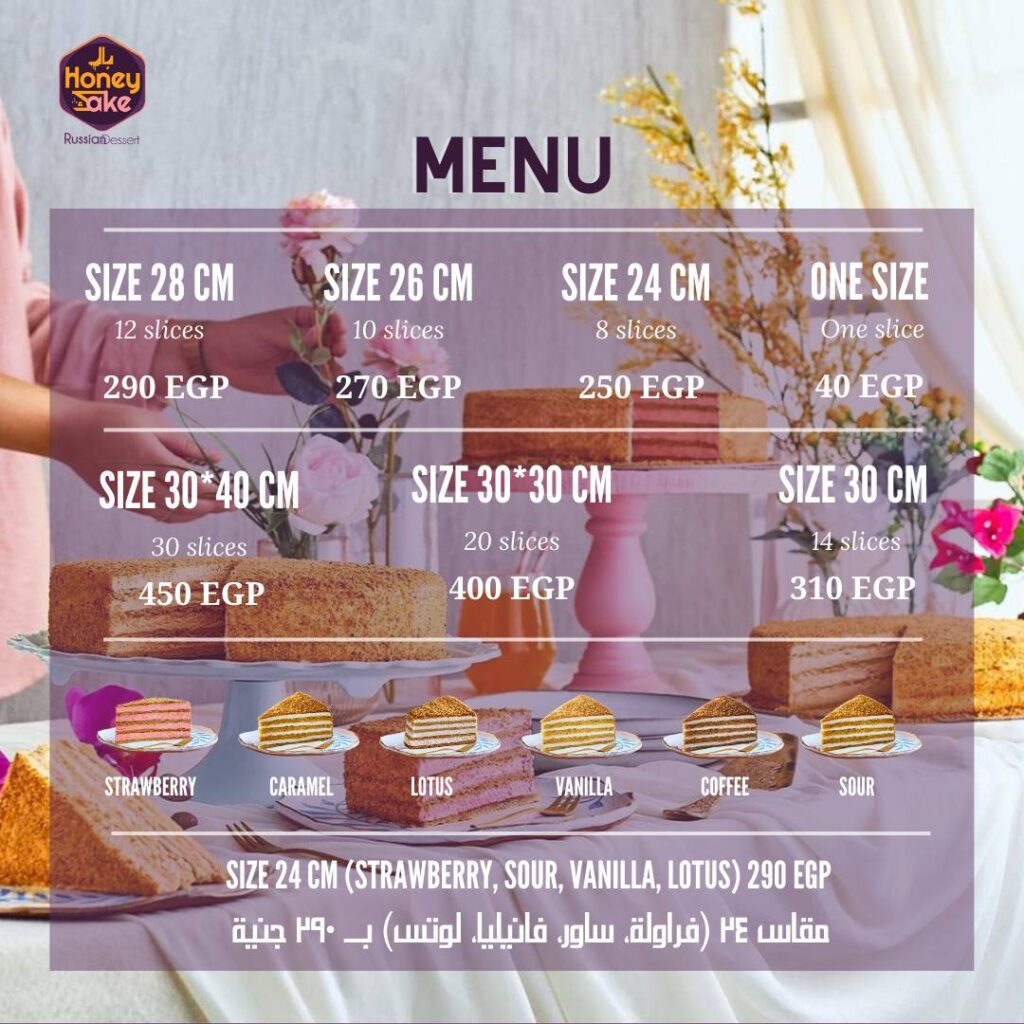 بال
Honey
Cake
RussianDessert
MENU
SIZE 28 CM
12 slices
290 EGP
SIZE 26 CM
10 slices
270 EGP
SIZE 24 CM
8 slices
250 EGP
ONE SIZE
One slice
40 EGP
SIZE 30*40 CM
30 slices
450 EGP
SIZE 30*30 CM
20 slices
400 EGP
SIZE 30 CM
14 slices
310 EGP
STRAWBERRY
CARAMEL
LOTUS
VANILLA
COFFEE
SOUR
SIZE 24 CM (STRAWBERRY, SOUR, VANILLA, LOTUS) 290 EGP
مقاس ٢٤ (فراولة، ساور، فانيليا، لوتس) بـ ٢٩٠ جنية